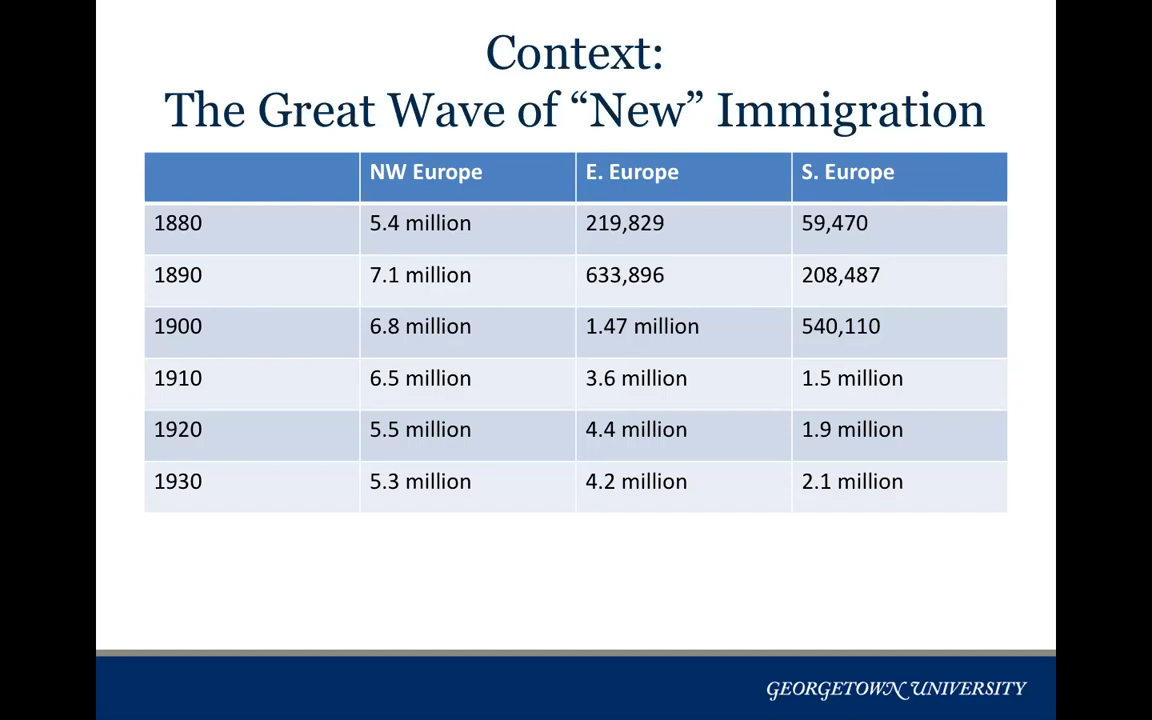 Context:
The Great Wave of “New” Immigration
NW Europe E. Europe S. Europe
1880 5.4 million 219,829 59,470
1890 7.1 million 633,896 208,487
1900 6.8 million 1.47 million 540,110
1910 6.5 million 3.6 million 1.5 million
1920 5.5 million 4.4 million 1.9 million
1930 5.3 million 4.2 million 2.1 million
GEORGETOWN UNIVERSITY